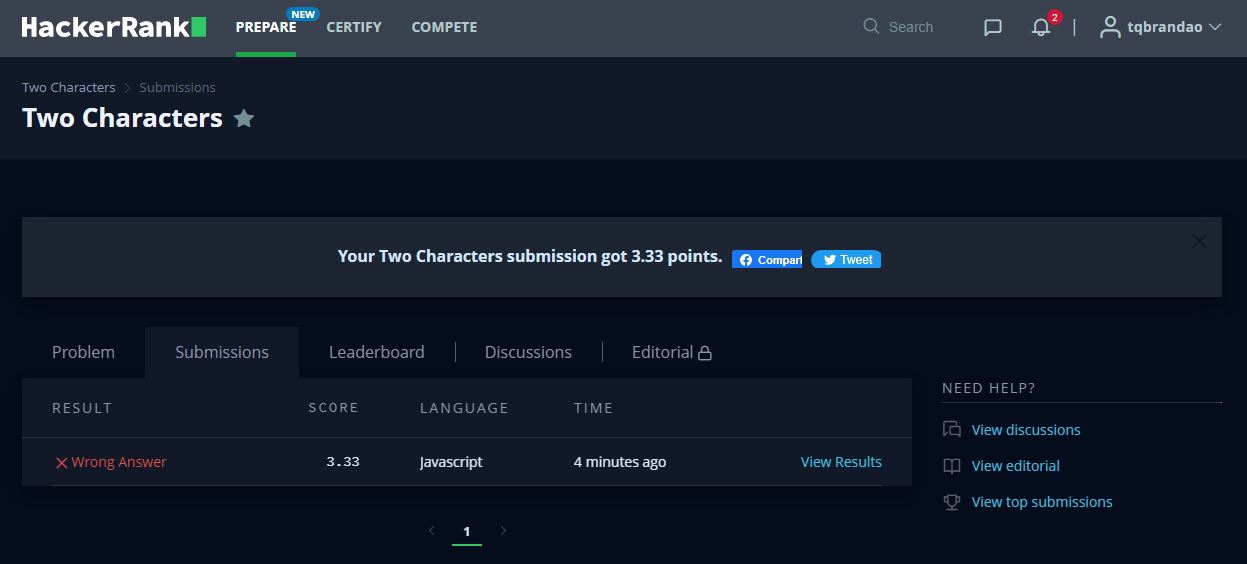 HackerRank PREPARE NEW CERTIFY COMPETE Search 2 tqbrandao
Two Characters Submissions
Two Characters
Your Two Characters submission got 3.33 points. Compart Tweet
Problem Submissions Leaderboard Discussions Editorial
NEED HELP?
RESULT SCORE LANGUAGE TIME
View discussions
Wrong Answer 3.33 Javascript 4 minutes ago View Results
View editorial
View top submissions
1